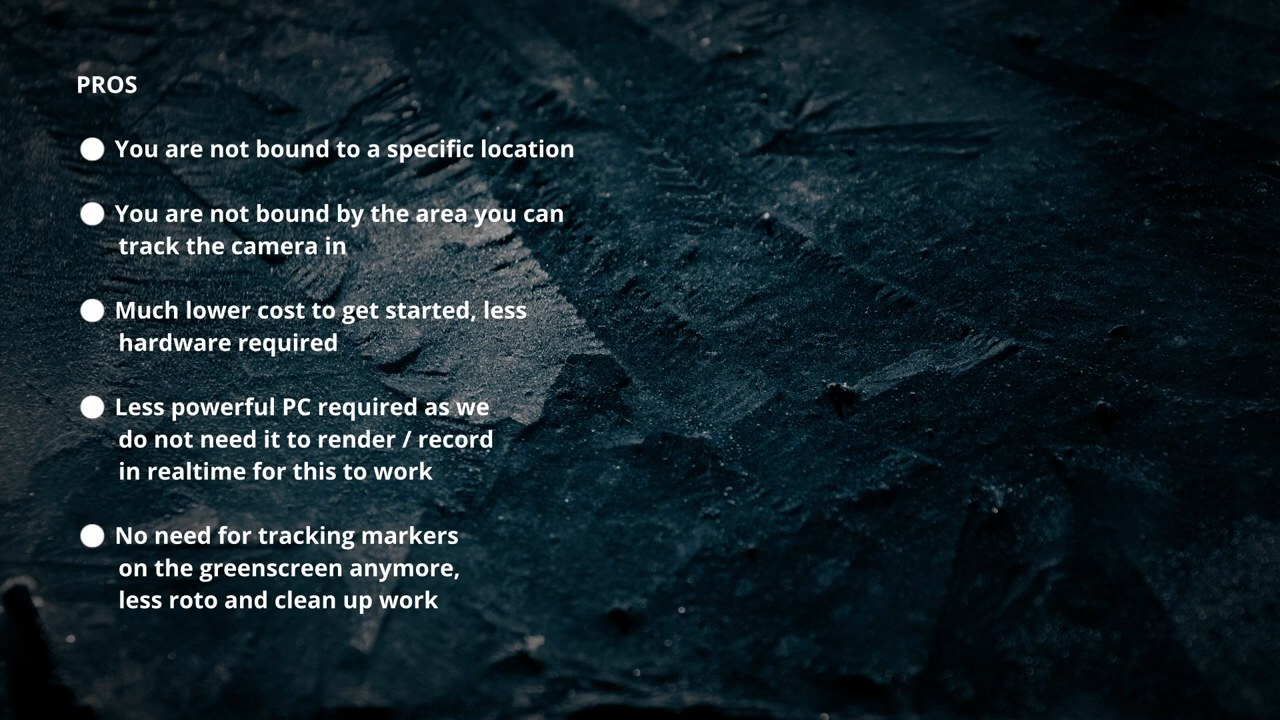 PROS
● You are not bound to a specific location
● You are not bound by the area you can
track the camera in
● Much lower cost to get started, less
hardware required
● Less powerful PC required as we
do not need it to render / record
in realtime for this to work
● No need for tracking markers
on the greenscreen anymore,
less roto and clean up work